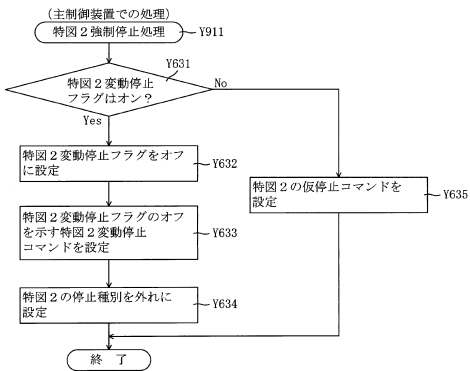 (主制御装置での処理)
特図２強制停止処理
Y911
特図２変動停止
フラグはオン？
Y631
No
Yes
特図２変動停止フラグをオフ
に設定
Y632
特図２の仮停止コマンドを
設定
Y635
特図２変動停止フラグのオフ
を示す特図２変動停止
コマンドを設定
Y633
特図２の停止種別を外れに
設定
Y634
終 了